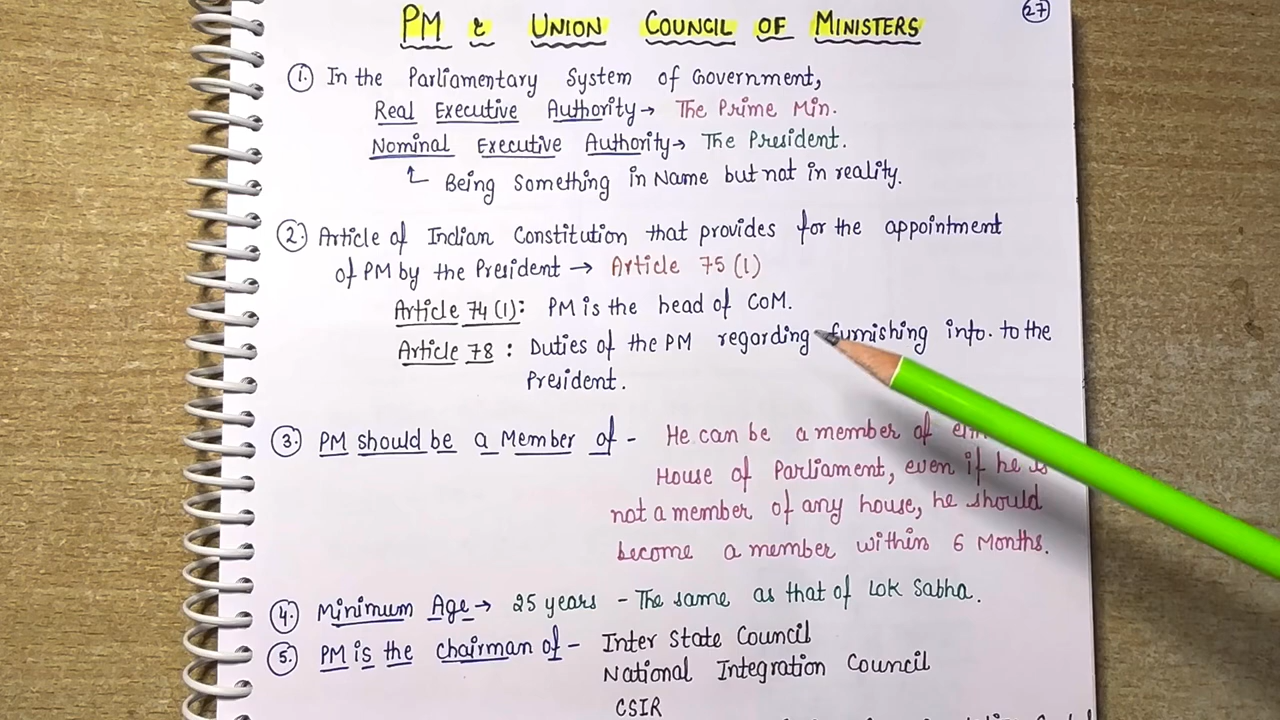 PM & UNION COUNCIL OF MINISTERS
27
1. In the Parliamentary System of Government,
Real Executive Authority → The Prime Min.
Nominal Executive Authority → The President.
Being Something in Name but not in reality.
2. Article of Indian Constitution that provides for the appointment
of PM by the President → Article 75 (1)
Article 74 (1): PM is the head of CoM.
Article 78 : Duties of the PM regarding furnishing info. to the
President.
3. PM should be a Member of - He can be a member of
House of Parliament, even if he is
not a member of any house, he should
become a member within 6 Months.
4. Minimum Age → 25 years - The same as that of Lok Sabha.
5. PM is the chairman of - Inter State Council
National Integration Council
CSIR